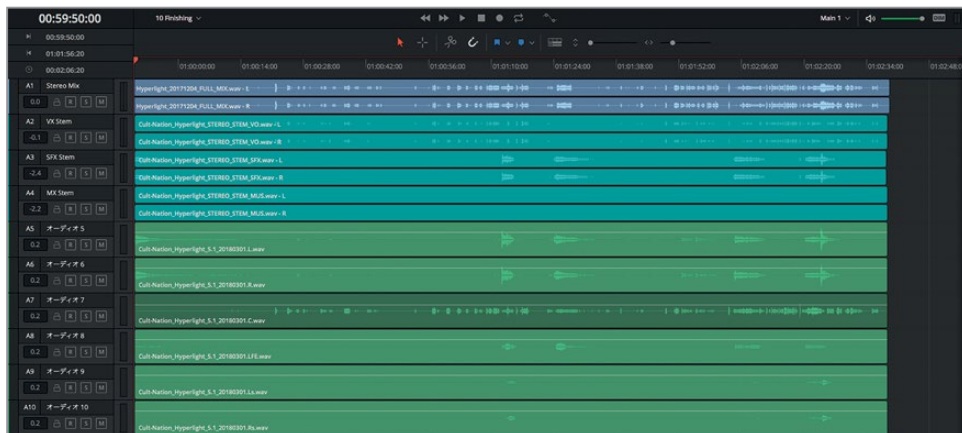 00:59:50:00 10 Finishing Main 1 DIM
00:59:50:00
01:01:56:20
00:02:06:20
01:00:00:00 01:00:14:00 01:00:28:00 01:00:42:00 01:00:56:00 01:01:10:00 01:01:24:00 01:01:38:00 01:01:52:00 01:02:06:00 01:02:20:00 01:02:34:00 01:02:48:0
A1 Stereo Mix
Hyperlight_20171204_FULL_MIX.wav - L
0.0 R S M
Hyperlight_20171204_FULL_MIX.wav - R
A2 VX Stem
Cult-Nation_Hyperlight_STEREO_STEM_VO.wav - L
-0.1 R S M
Cult-Nation_Hyperlight_STEREO_STEM_VO.wav - R
A3 SFX Stem
Cult-Nation_Hyperlight_STEREO_STEM_SFX.wav - L
-2.4 R S M
Cult-Nation_Hyperlight_STEREO_STEM_SFX.wav - R
A4 MX Stem
Cult-Nation_Hyperlight_STEREO_STEM_MUS.wav - L
-2.2 R S M
Cult-Nation_Hyperlight_STEREO_STEM_MUS.wav - R
A5 オーディオ 5
0.2 R S M
Cult-Nation_Hyperlight_5.1_20180301.L.wav
A6 オーディオ 6
0.2 R S M
Cult-Nation_Hyperlight_5.1_20180301.R.wav
A7 オーディオ 7
0.2 R S M
Cult-Nation_Hyperlight_5.1_20180301.C.wav
A8 オーディオ 8
0.2 R S M
Cult-Nation_Hyperlight_5.1_20180301.LFE.wav
A9 オーディオ 9
0.2 R S M
Cult-Nation_Hyperlight_5.1_20180301.Ls.wav
A10 オーディオ 10
0.2 R S M
Cult-Nation_Hyperlight_5.1_20180301.Rs.wav